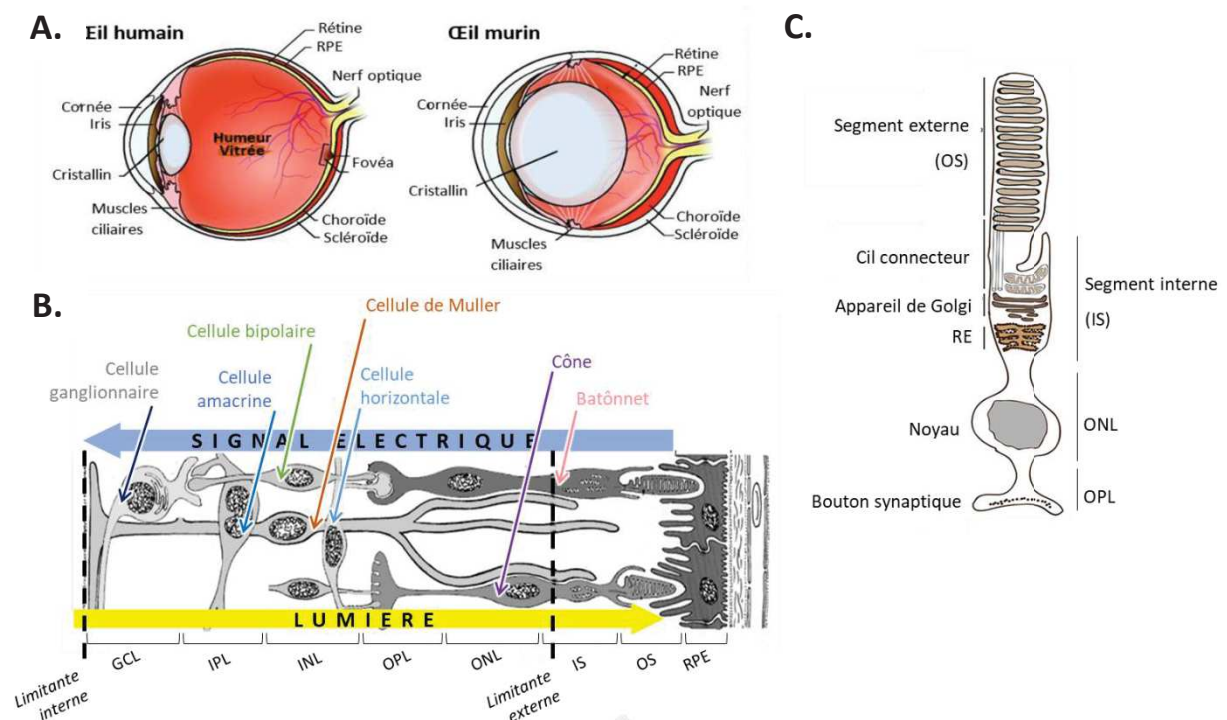 A.
Œil humain
Rétine
RPE
Nerf optique
Cornée
Iris
Humeur
Vitrée
Fovéa
Cristallin
Muscles
ciliaires
Choroïde
Scléroïde
Œil murin
Rétine
RPE
Nerf
optique
Cornée
Iris
Cristallin
Choroïde
Scléroïde
Muscles
ciliaires
B.
Cellule de Muller
Cellule bipolaire
Cellule
ganglionnaire
Cellule
amacrine
Cellule
horizontale
Cône
Batônnet
SIGNAL ELECTRIQUE
LUMIERE
GCL
IPL
INL
OPL
ONL
IS
OS
RPE
Limitante
interne
Limitante
externe
C.
Segment externe
(OS)
Cil connecteur
Appareil de Golgi
RE
Segment interne
(IS)
Noyau
ONL
Bouton synaptique
OPL